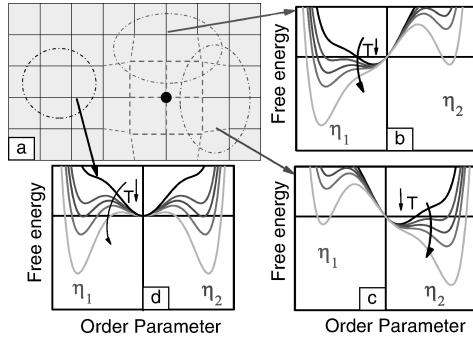 a
Free energy
T↓
η1
η2
b
Free energy
T↓
η1
η2
d
Order Parameter
Free energy
↓T
η1
η2
c
Order Parameter